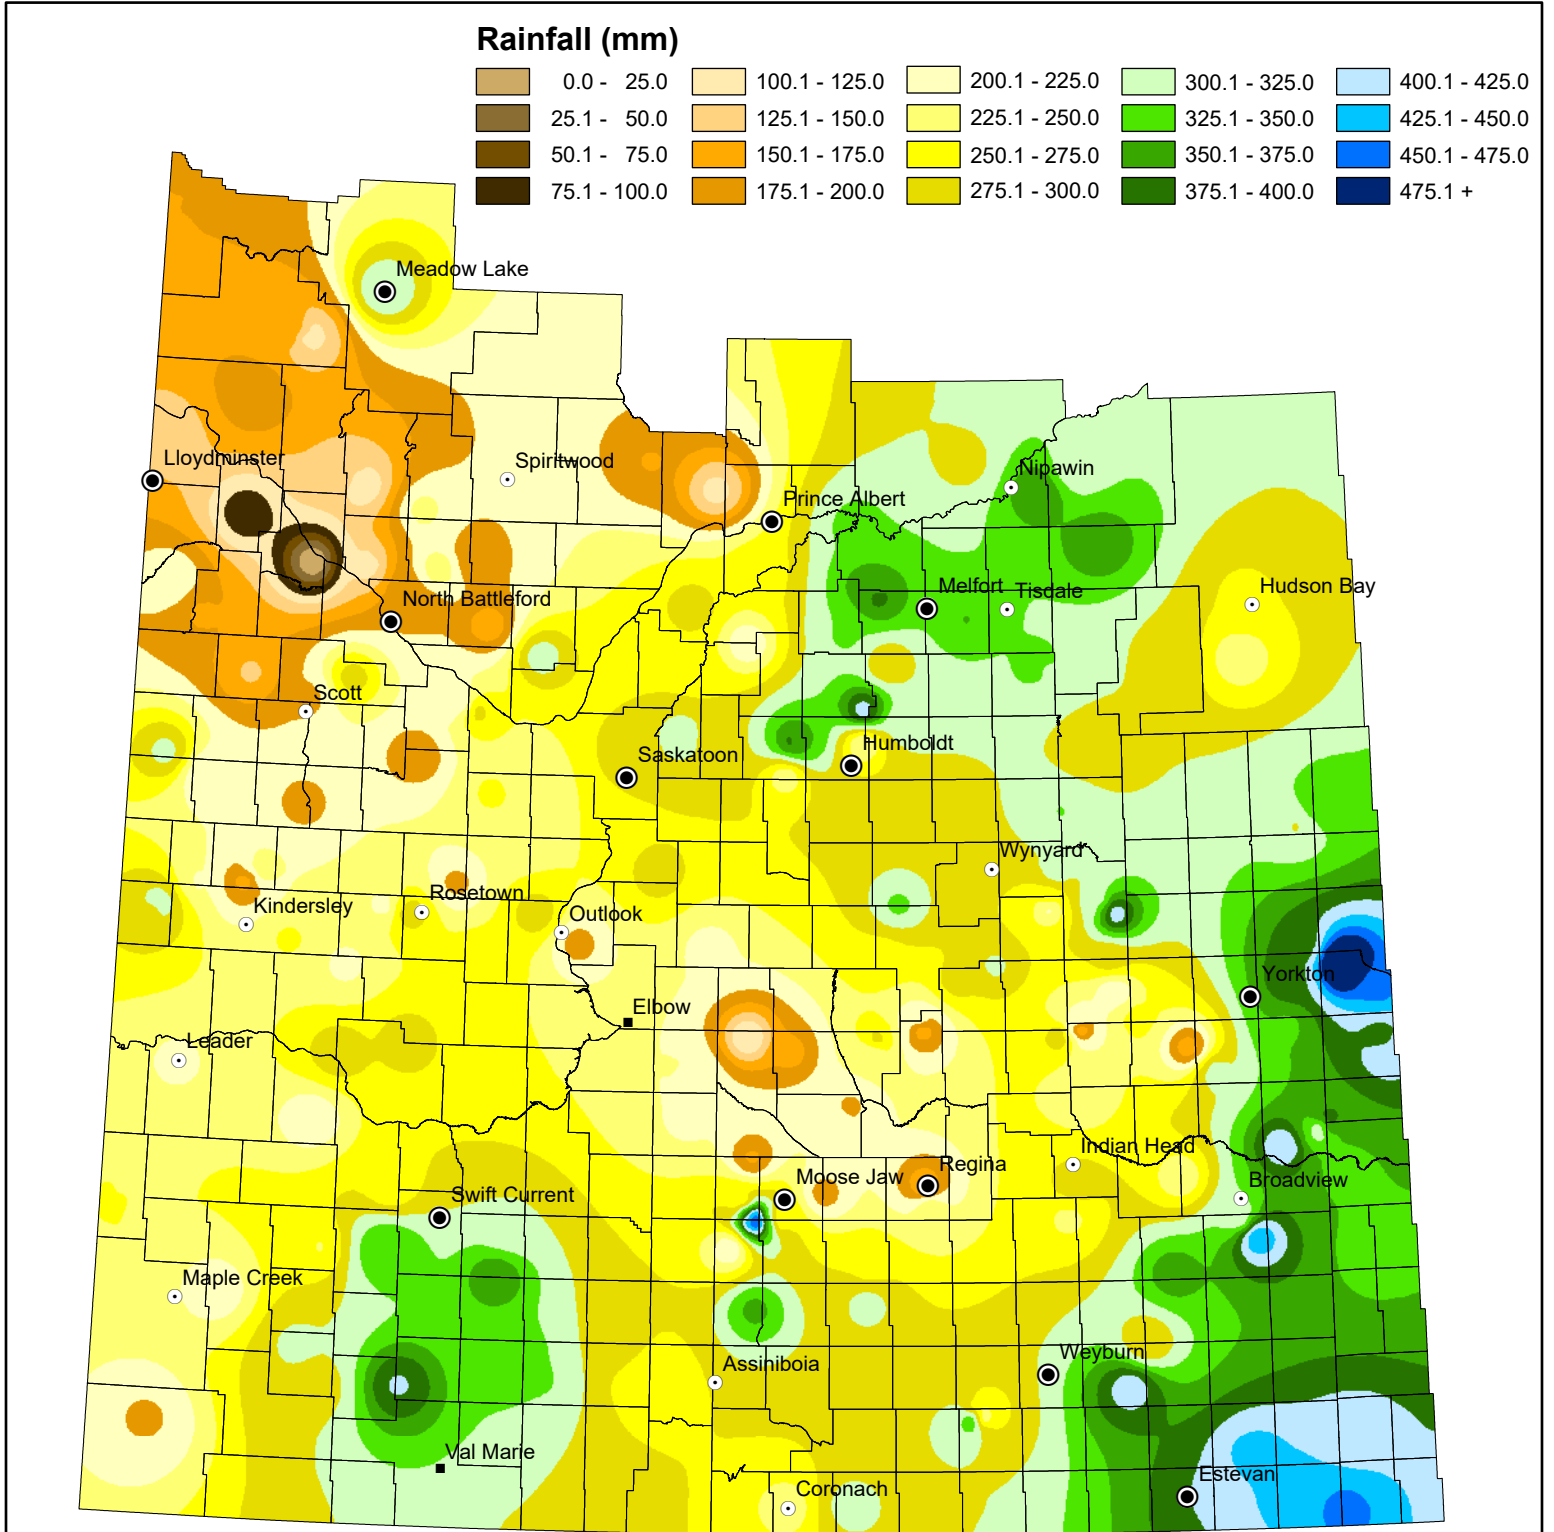 Rainfall (mm)
0.0 - 25.0
25.1 - 50.0
50.1 - 75.0
75.1 - 100.0
100.1 - 125.0
125.1 - 150.0
150.1 - 175.0
175.1 - 200.0
200.1 - 225.0
225.1 - 250.0
250.1 - 275.0
275.1 - 300.0
300.1 - 325.0
325.1 - 350.0
350.1 - 375.0
375.1 - 400.0
400.1 - 425.0
425.1 - 450.0
450.1 - 475.0
475.1 +
Meadow Lake
Lloydminster
Spiritwood
Nipawin
Prince Albert
North Battleford
Melfort
Tisdale
Hudson Bay
Scott
Saskatoon
Humboldt
Wynyard
Kindersley
Rosetown
Outlook
Yorkton
Elbow
Leader
Indian Head
Moose Jaw
Regina
Broadview
Swift Current
Maple Creek
Assiniboia
Weyburn
Val Marie
Estevan
Coronach